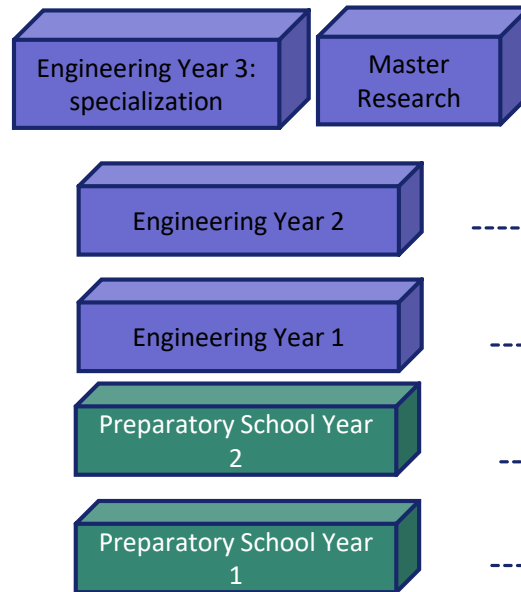 Engineering Year 3:
specialization
Master
Research
Engineering Year 2
Engineering Year 1
Preparatory School Year
2
Preparatory School Year
1